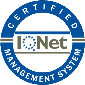 CERTIFIED
IQNet
MANAGEMENT SYSTEM